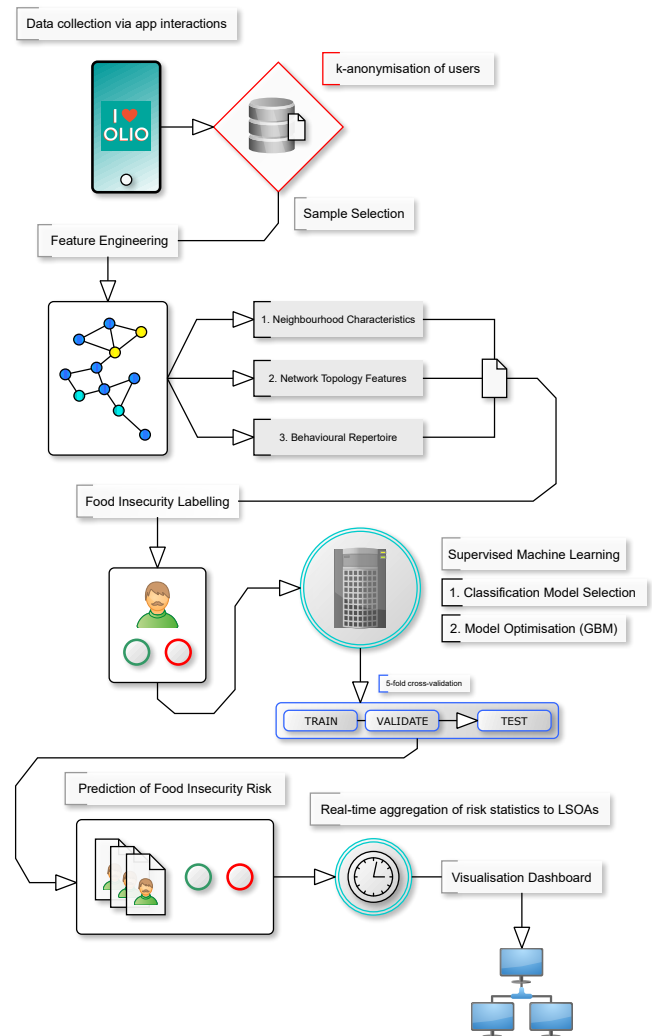 Data collection via app interactions
k-anonymisation of users
I
OLIO
Sample Selection
Feature Engineering
1. Neighbourhood Characteristics
2. Network Topology Features
3. Behavioural Repertoire
Food Insecurity Labelling
Supervised Machine Learning
1. Classification Model Selection
2. Model Optimisation (GBM)
5-fold cross-validation
TRAIN
VALIDATE
TEST
Prediction of Food Insecurity Risk
Real-time aggregation of risk statistics to LSOAs
Visualisation Dashboard